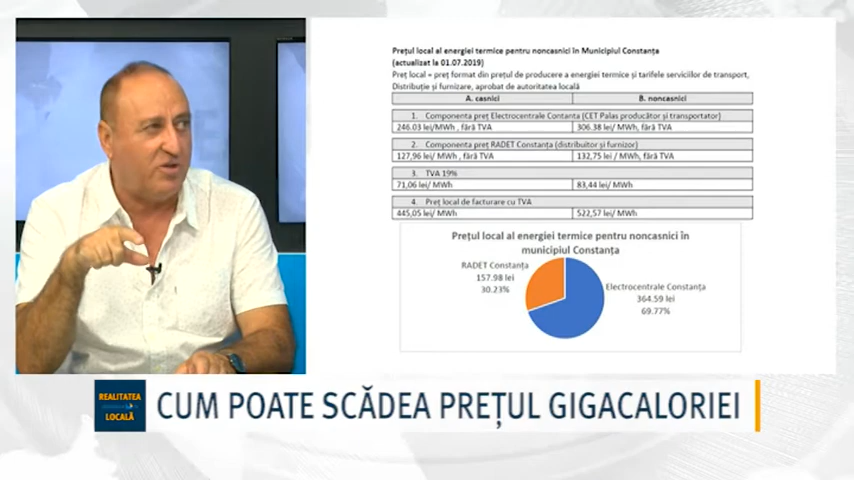 Prețul local al energiei termice pentru noncasnici în Municipiul Constanța
(actualizat la 01.07.2019)
Preț local = preț format din prețul de producere a energiei termice și tarifele serviciilor de transport,
Distribuție și furnizare, aprobat de autoritatea locală
A. casnici B. noncasnici
1. Componenta preț Electrocentrale Contanta (CET Palas producător și transportator)
246.03 lei/MWh , fără TVA 306.38 lei/ MWh, fără TVA
2. Componenta preț RADET Constanța (distribuitor și furnizor)
127,96 lei/MWh , fără TVA 132,75 lei / MWh, fără TVA
3. TVA 19%
71,06 lei/ MWh 83,44 lei/ MWh
4. Preț local de facturare cu TVA
445,05 lei/ MWh 522,57 lei/ MWh
Prețul local al energiei termice pentru noncasnici în
municipiul Constanța
RADET Constanța
157.98 lei
30.23%
Electrocentrale Constanța
364.59 lei
69.77%
REALITATEA
LOCALĂ
CUM POATE SCĂDEA PREȚUL GIGACALORIEI